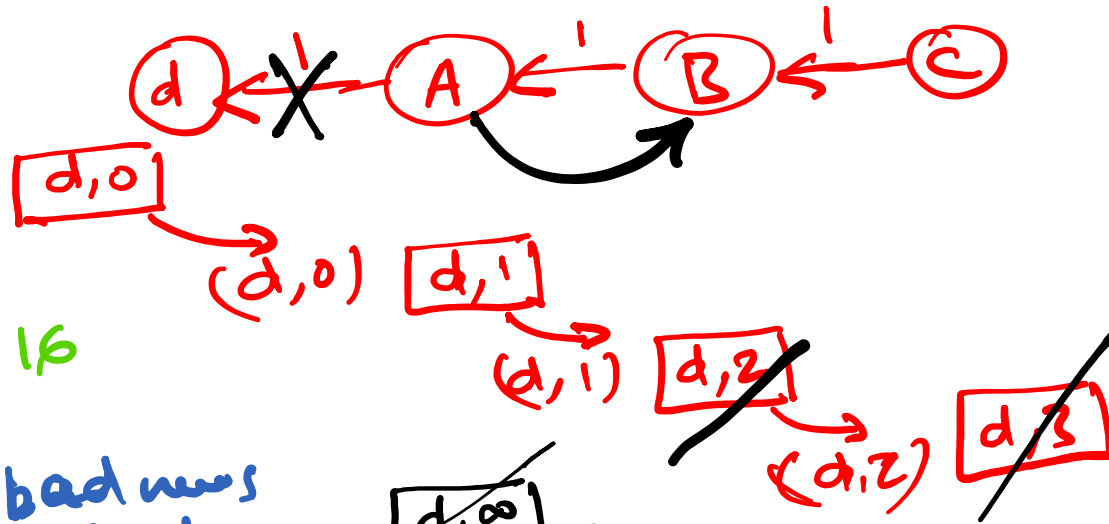 1 1 1
d A B C
d,0
(d,0) d,1
16
(d,1) d,2
(d,2) d,3
bad news
d,∞